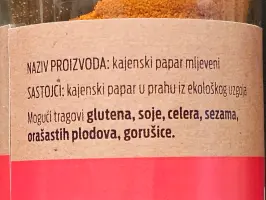 NAZIV PROIZVODA: kajenski papar mljeveni
SASTOJCI: kajenski papar u prahu iz ekološkog uzgoja
Mogući tragovi glutena, soje, celera, sezama,
orašastih plodova, gorušice.